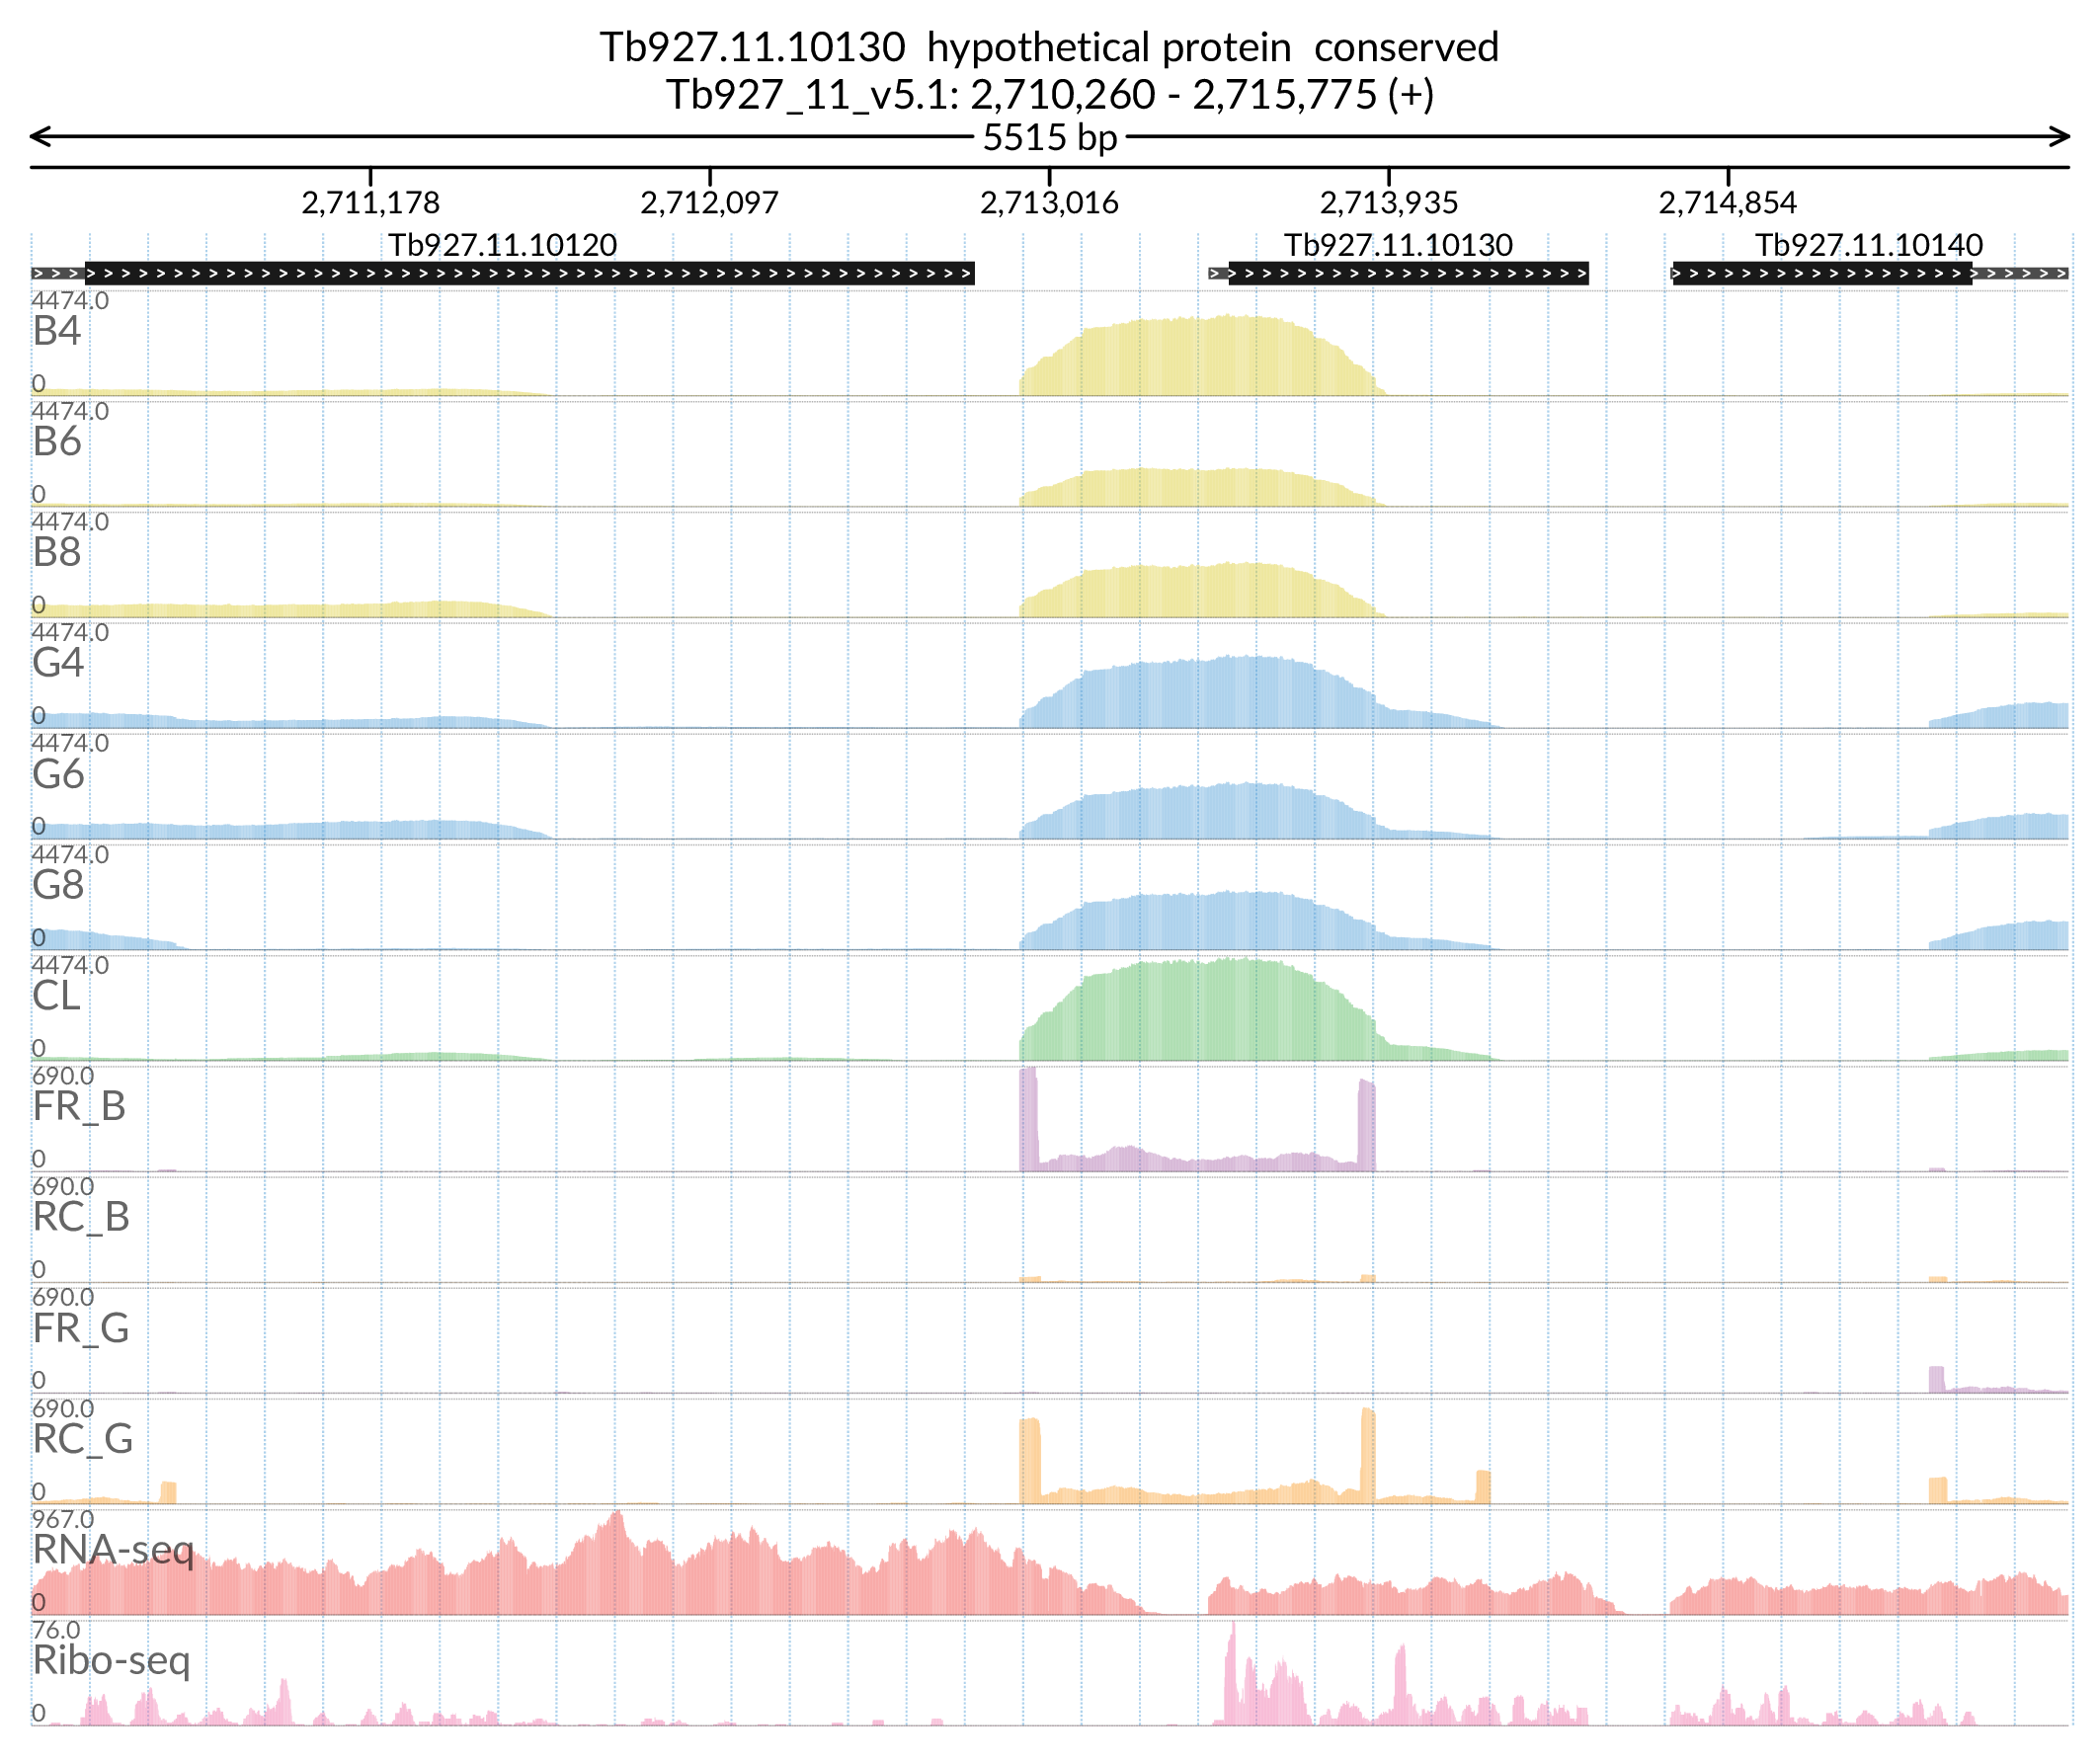 Tb927.11.10130  hypothetical protein  conserved
Tb927_11_v5.1: 2,710,260 - 2,715,775 (+)
5515 bp
2,711,178 2,712,097 2,713,016 2,713,935 2,714,854
Tb927.11.10120 Tb927.11.10130 Tb927.11.10140
4474.0
B4
0
4474.0
B6
0
4474.0
B8
0
4474.0
G4
0
4474.0
G6
0
4474.0
G8
0
4474.0
CL
0
690.0
FR_B
0
690.0
RC_B
0
690.0
FR_G
0
690.0
RC_G
0
967.0
RNA-seq
0
76.0
Ribo-seq
0